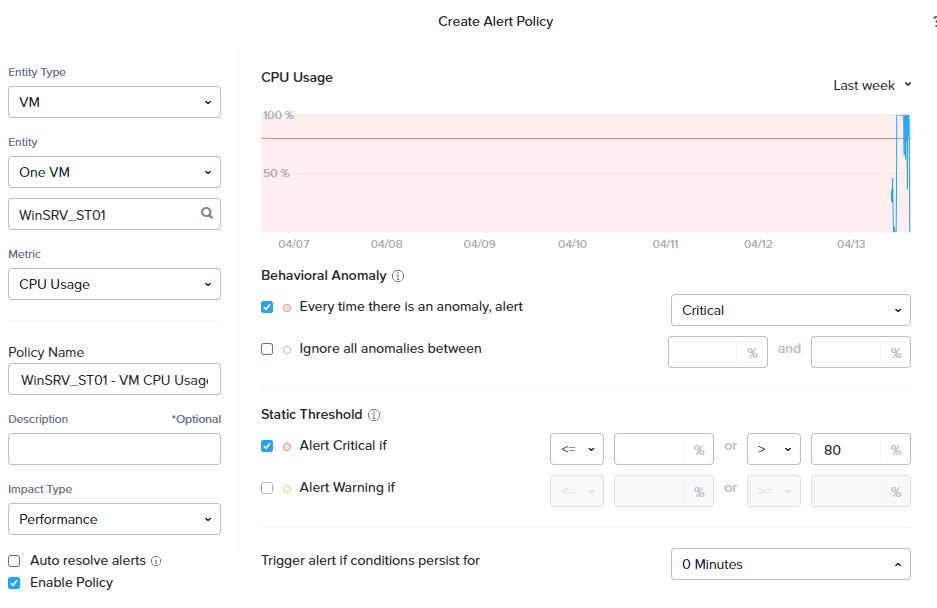 Create Alert Policy
?
Entity Type
VM
Entity
One VM
WinSRV_ST01
Metric
CPU Usage
Policy Name
WinSRV_ST01 - VM CPU Usag
Description *Optional
Impact Type
Performance
Auto resolve alerts
Enable Policy
CPU Usage
Last week
100 %
50 %
04/07 04/08 04/09 04/10 04/11 04/12 04/13
Behavioral Anomaly
Every time there is an anomaly, alert Critical
Ignore all anomalies between % and %
Static Threshold
Alert Critical if <= % or > 80 %
Alert Warning if <= % or >= %
Trigger alert if conditions persist for 0 Minutes